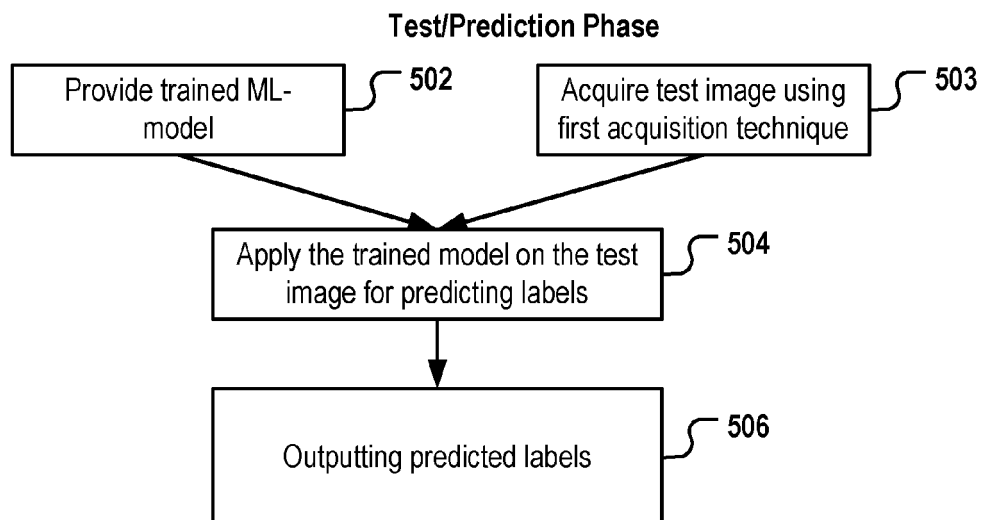 Test/Prediction Phase
Provide trained ML-
model
502
Acquire test image using
first acquisition technique
503
Apply the trained model on the test
image for predicting labels
504
Outputting predicted labels
506